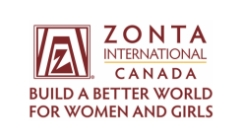 ZONTA
INTERNATIONAL
CANADA
BUILD A BETTER WORLD
FOR WOMEN AND GIRLS